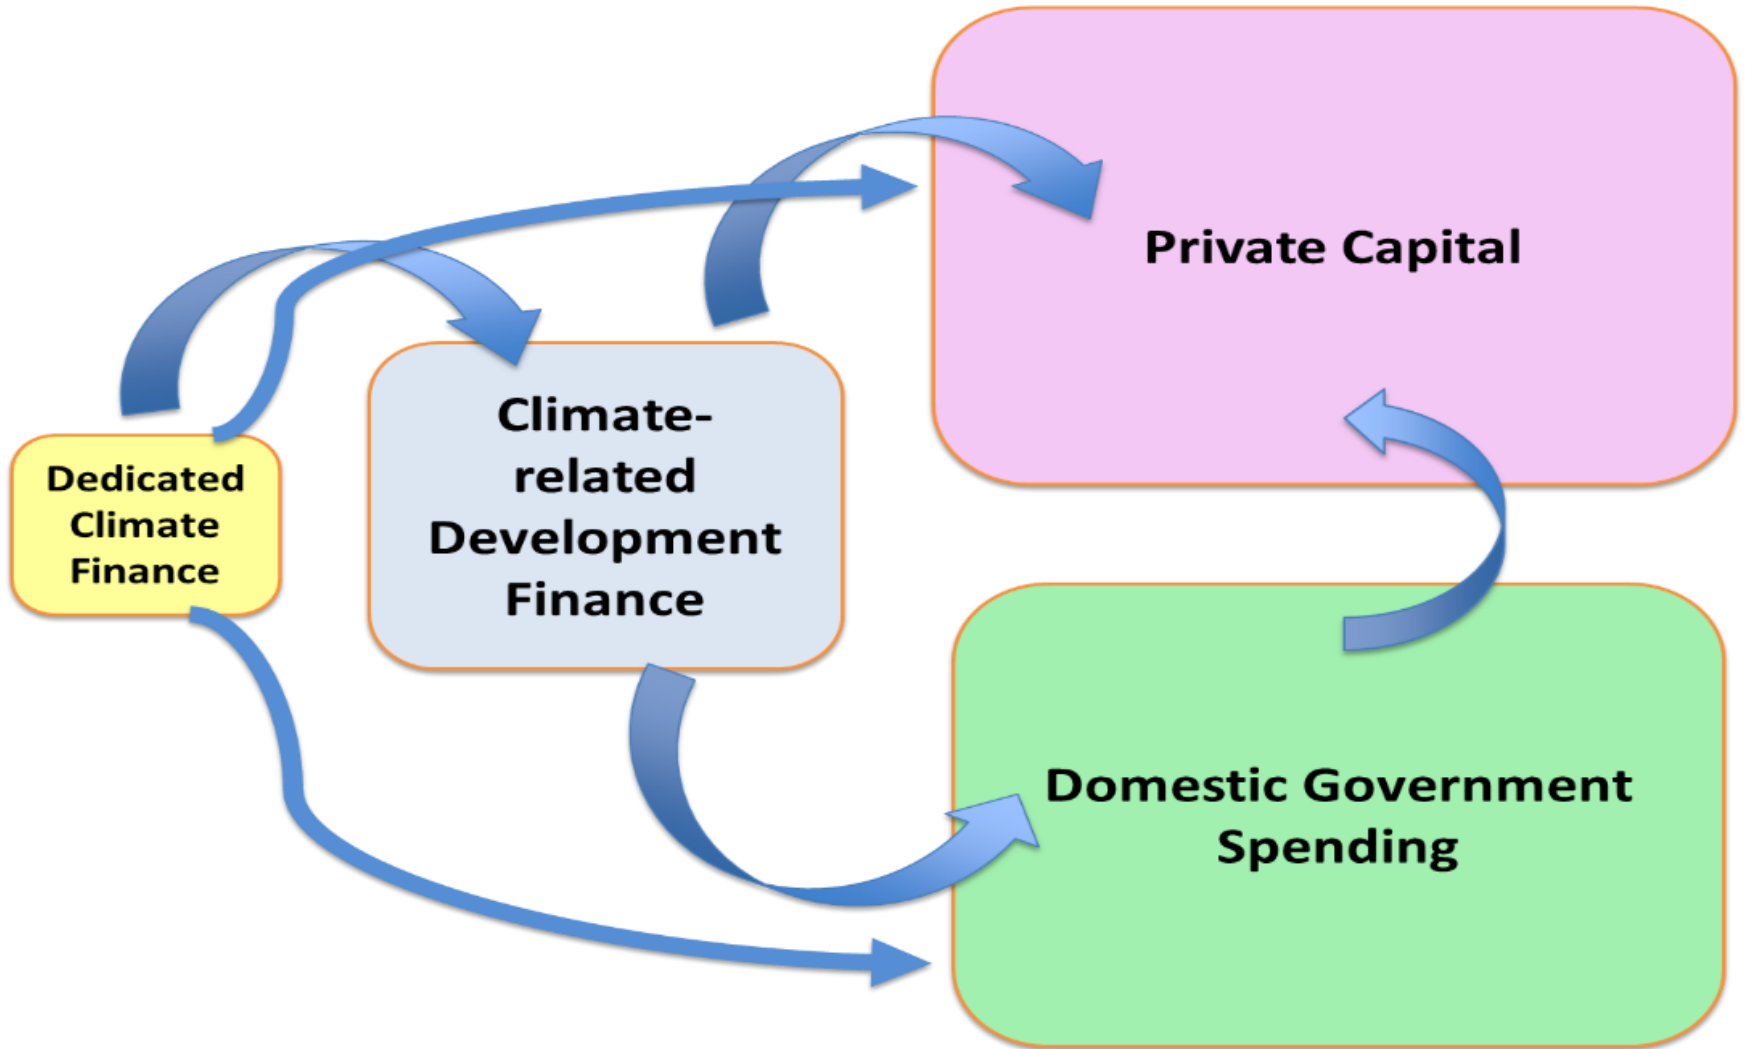 Private Capital
Climate-
related
Development
Finance
Dedicated
Climate
Finance
Domestic Government
Spending